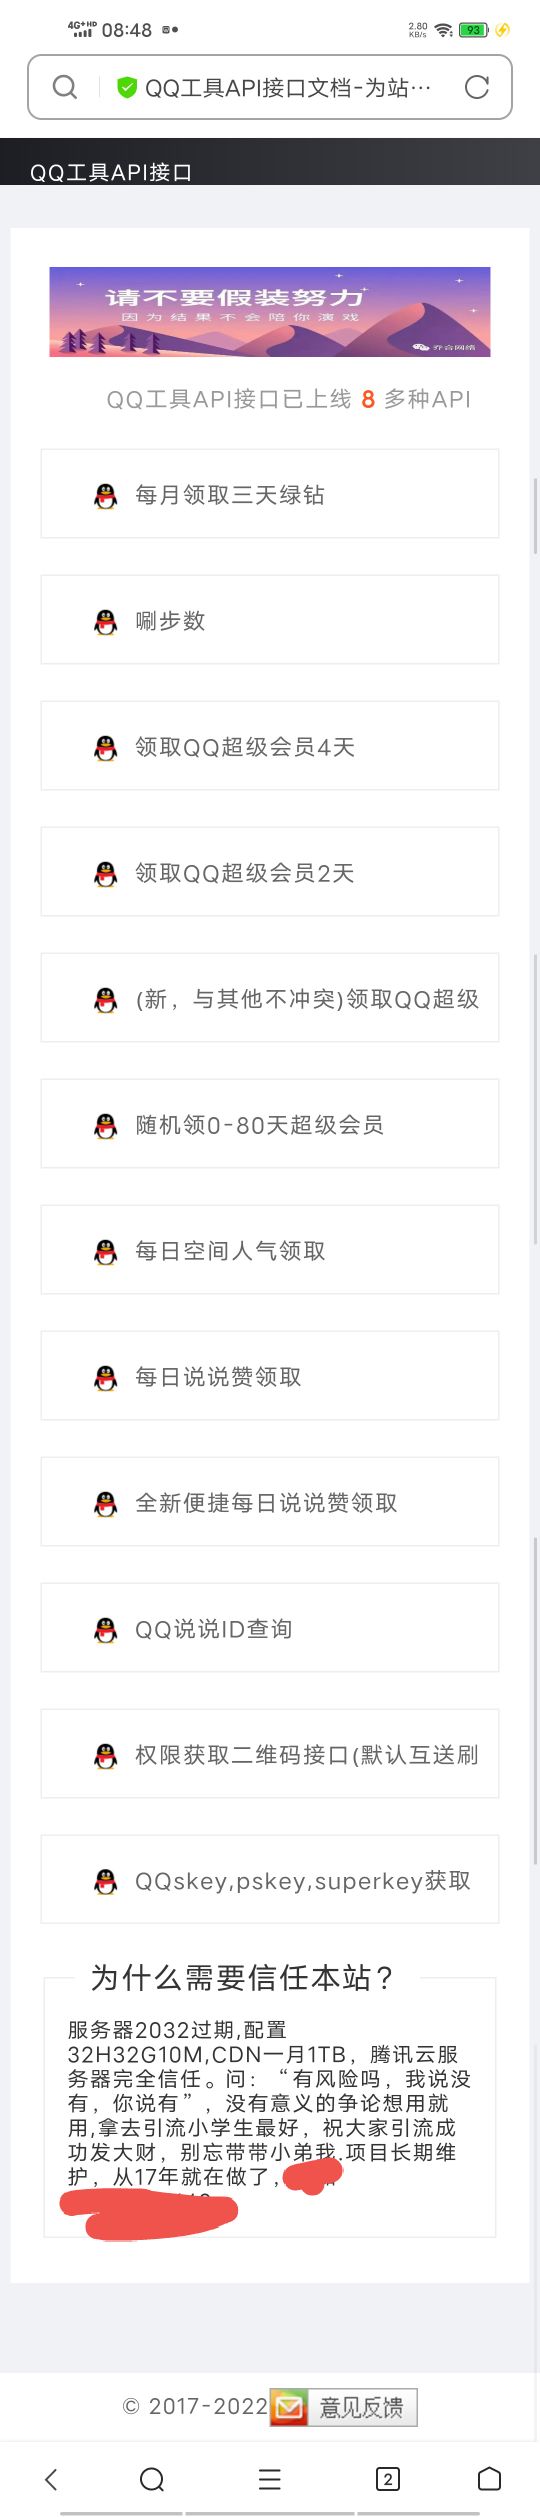 4G+HD 08:48
2.80 KB/s 93
QQ工具API接口文档-为站…
QQ工具API接口
请不要假装努力
因为结果不会陪你演戏
乔合网络
QQ工具API接口已上线 8 多种API
每月领取三天绿钻
唰步数
领取QQ超级会员4天
领取QQ超级会员2天
(新，与其他不冲突)领取QQ超级
随机领0-80天超级会员
每日空间人气领取
每日说说赞领取
全新便捷每日说说赞领取
QQ说说ID查询
权限获取二维码接口(默认互送刷
QQskey,pskey,superkey获取
为什么需要信任本站？
服务器2032过期,配置
32H32G10M,CDN一月1TB，腾讯云服
务器完全信任。问：“有风险吗，我说没
有，你说有”，没有意义的争论想用就
用,拿去引流小学生最好，祝大家引流成
功发大财，别忘带带小弟我.项目长期维
护，从17年就在做了，
© 2017-2022 意见反馈
2